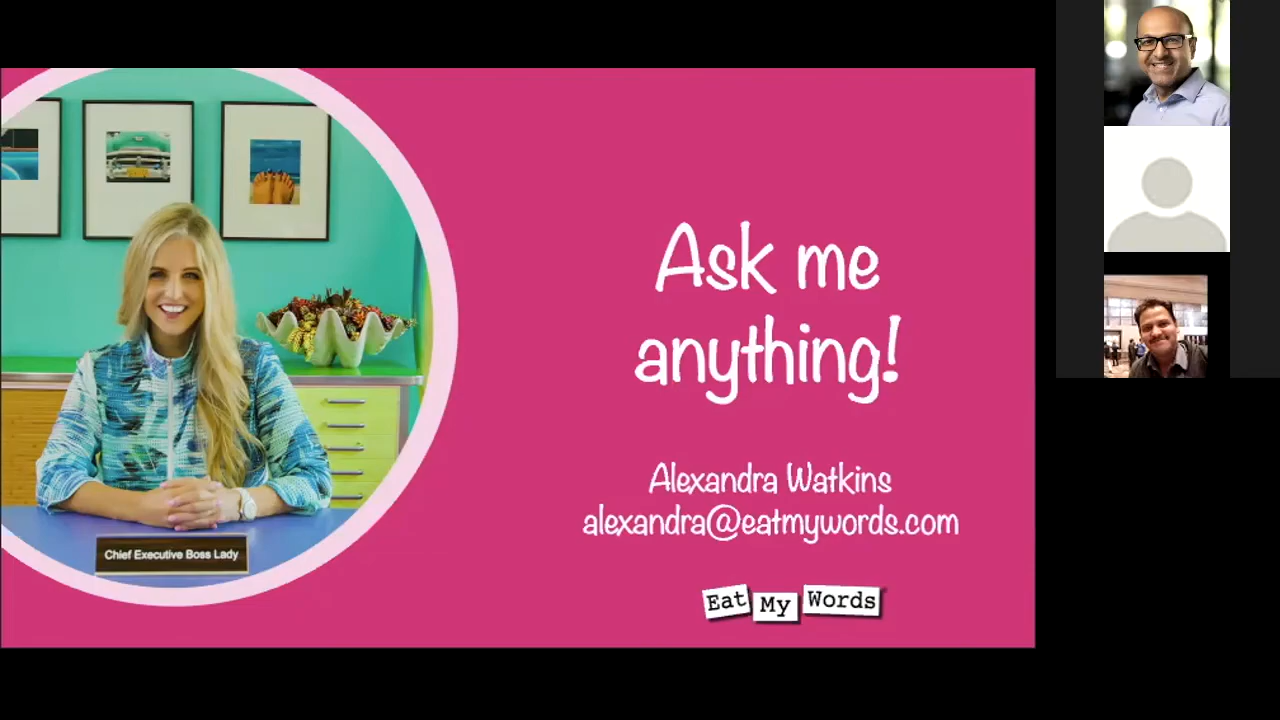 Ask me
anything!
Alexandra Watkins
alexandra@eatmywords.com
Eat My Words
Chief Executive Boss Lady